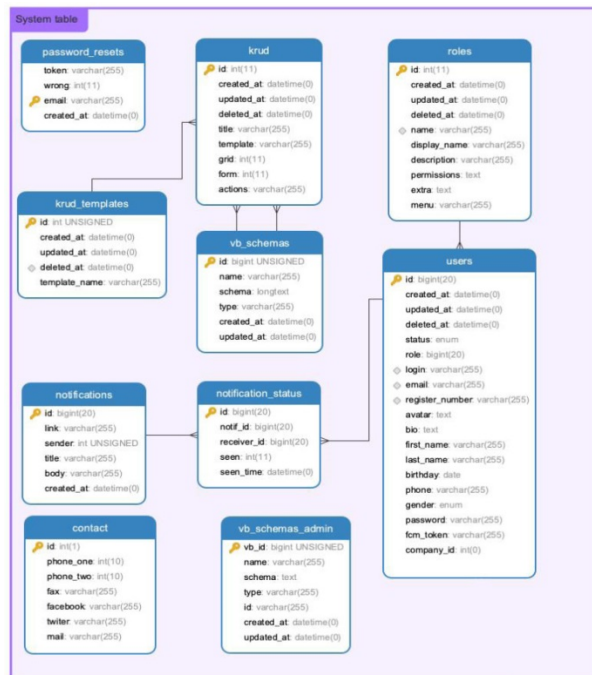 System table
password_resets
token: varchar(255)
wrong: int(11)
email: varchar(255)
created_at: datetime(0)
krud
id: int(11)
created_at: datetime(0)
updated_at: datetime(0)
deleted_at: datetime(0)
title: varchar(255)
template: varchar(255)
grid: int(11)
form: int(11)
actions: varchar(255)
roles
id: int(11)
created_at: datetime(0)
updated_at: datetime(0)
deleted_at: datetime(0)
name: varchar(255)
display_name: varchar(255)
description: varchar(255)
permissions: text
extra: text
menu: varchar(255)
krud_templates
id: int UNSIGNED
created_at: datetime(0)
updated_at: datetime(0)
deleted_at: datetime(0)
template_name: varchar(255)
vb_schemas
id: bigint UNSIGNED
name: varchar(255)
schema: longtext
type: varchar(255)
created_at: datetime(0)
updated_at: datetime(0)
users
id: bigint(20)
created_at: datetime(0)
updated_at: datetime(0)
deleted_at: datetime(0)
status: enum
role: bigint(20)
login: varchar(255)
email: varchar(255)
register_number: varchar(255)
avatar: text
bio: text
first_name: varchar(255)
last_name: varchar(255)
birthday: date
phone: varchar(255)
gender: enum
password: varchar(255)
fcm_token: varchar(255)
company_id: int(0)
notifications
id: bigint(20)
link: varchar(255)
sender: int UNSIGNED
title: varchar(255)
body: varchar(255)
created_at: datetime(0)
notification_status
id: bigint(20)
notif_id: bigint(20)
receiver_id: bigint(20)
seen: int(11)
seen_time: datetime(0)
contact
id: int(1)
phone_one: int(10)
phone_two: int(10)
fax: varchar(255)
facebook: varchar(255)
twiter: varchar(255)
mail: varchar(255)
vb_schemas_admin
vb_id: bigint UNSIGNED
name: varchar(255)
schema: text
type: varchar(255)
id: varchar(255)
created_at: datetime(0)
updated_at: datetime(0)